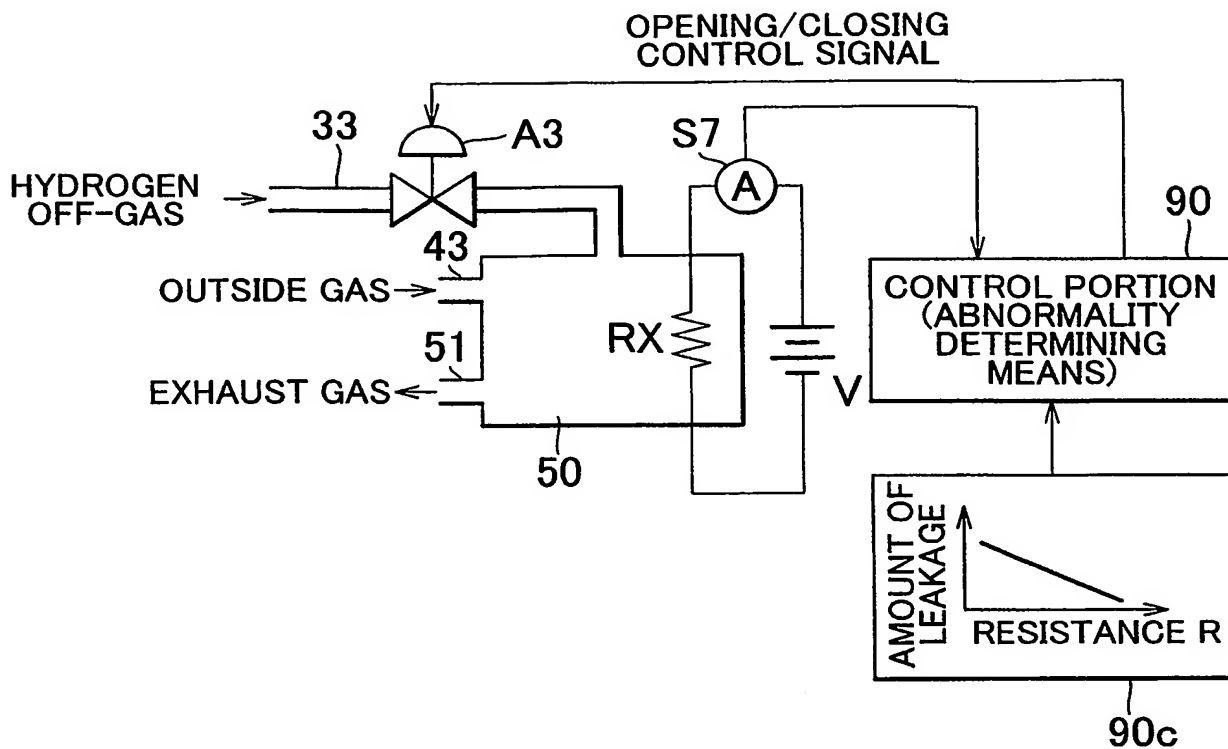 OPENING/CLOSING
CONTROL SIGNAL
33
A3
S7
A
HYDROGEN
OFF-GAS
90
43
OUTSIDE GAS
CONTROL PORTION
(ABNORMALITY
DETERMINING
MEANS)
RX
51
EXHAUST GAS
V
50
AMOUNT OF
LEAKAGE
RESISTANCE R
90c